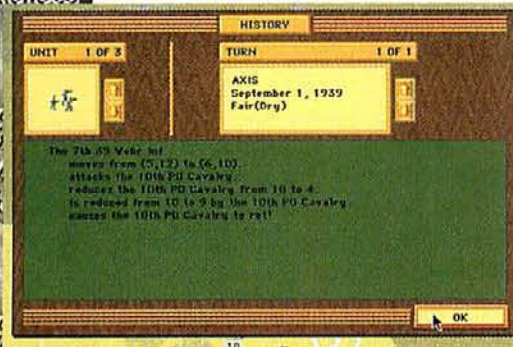 HISTORY
UNIT 1 OF 3
TURN 1 OF 1
AXIS
September 1, 1939
Fair(Dry)
The 7th 39 Wehr Inf
moves from (5,12) to (6,10).
attacks the 10th PO Cavalry.
reduces the 10th PO Cavalry from 10 to 4.
is reduced from 10 to 9 by the 10th PO Cavalry
causes the 10th PO Cavalry to
OK